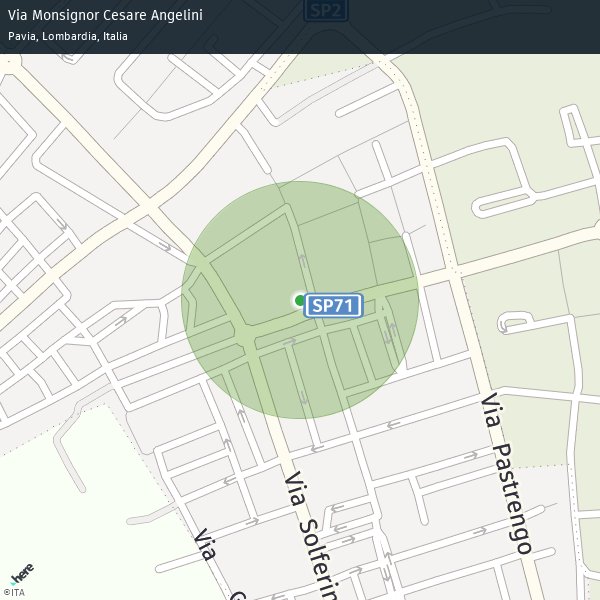 Via Monsignor Cesare Angelini
Pavia, Lombardia, Italia
SP2
SP71
Via Pastrengo
Via Solferin
Via
G
here
©ITA